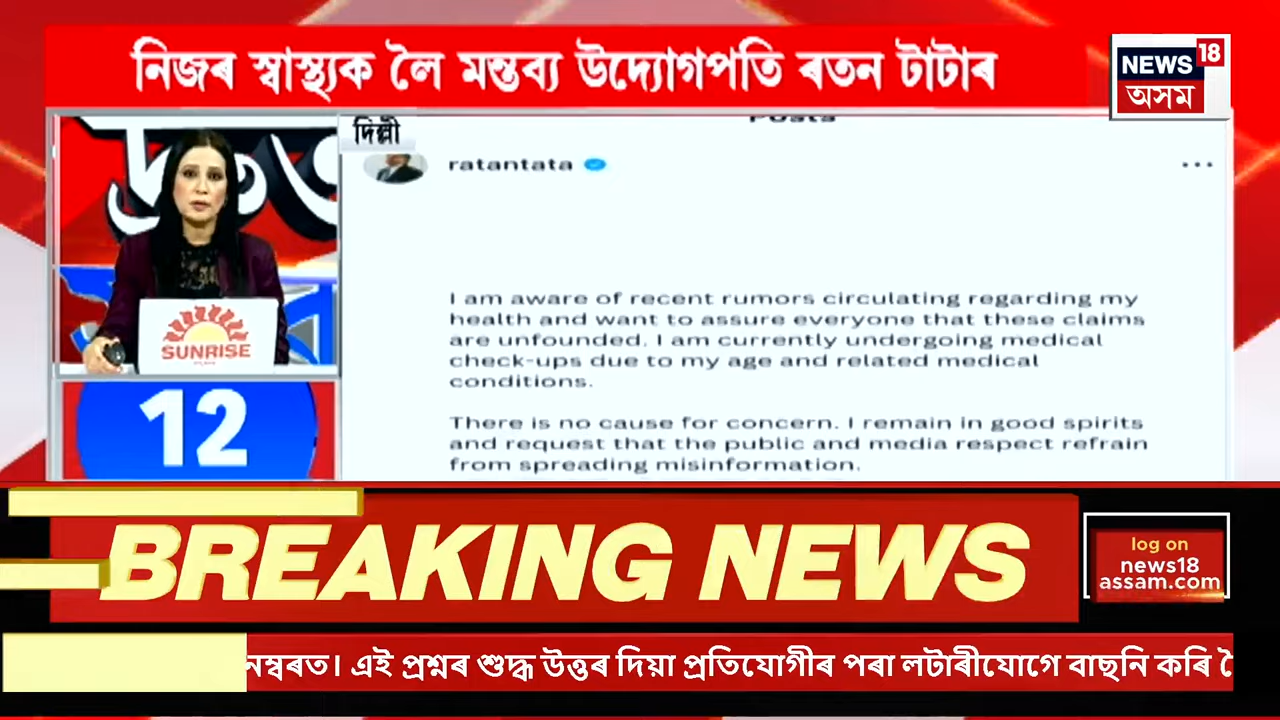 নিজৰ স্বাস্থ্যক লৈ মন্তব্য উদ্যোগপতি ৰতন টাটাৰ
NEWS 18
অসম
দিল্লী
Posts
ratantata
I am aware of recent rumors circulating regarding my
health and want to assure everyone that these claims
are unfounded. I am currently undergoing medical
check-ups due to my age and related medical
conditions.
There is no cause for concern. I remain in good spirits
and request that the public and media respect refrain
from spreading misinformation.
SUNRISE
12
BREAKING NEWS
log on
news18
assam.com
নম্বৰত। এই প্ৰশ্নৰ শুদ্ধ উত্তৰ দিয়া প্ৰতিযোগীৰ পৰা লটাৰীযোগে বাছনি কৰি